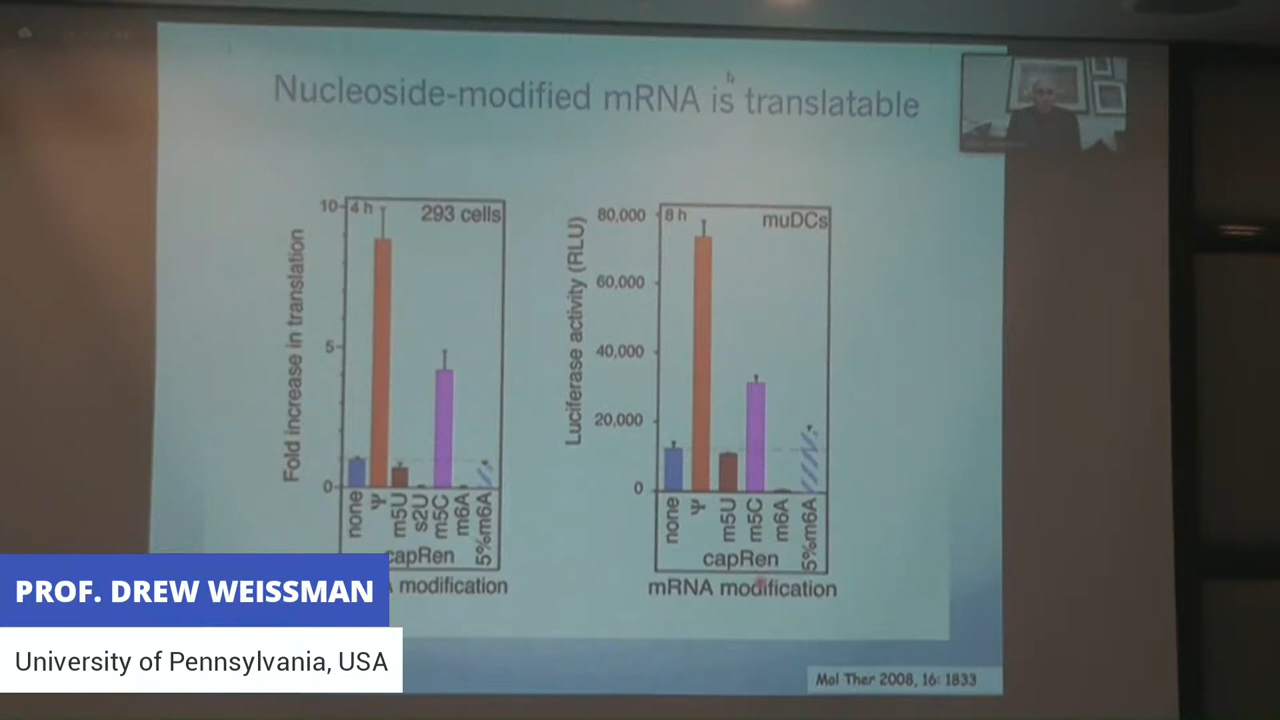 Nucleoside-modified mRNA is translatable
Fold increase in translation
10
5
0
4 h
293 cells
none
Ψ
m5U
s2U
m5C
m6A
5%m6A
capRen
modification
Luciferase activity (RLU)
80,000
60,000
40,000
20,000
0
8 h
muDCs
none
Ψ
m5U
m5C
m6A
5%m6A
capRen
mRNA modification
PROF. DREW WEISSMAN
University of Pennsylvania, USA
Mol Ther 2008, 16: 1833